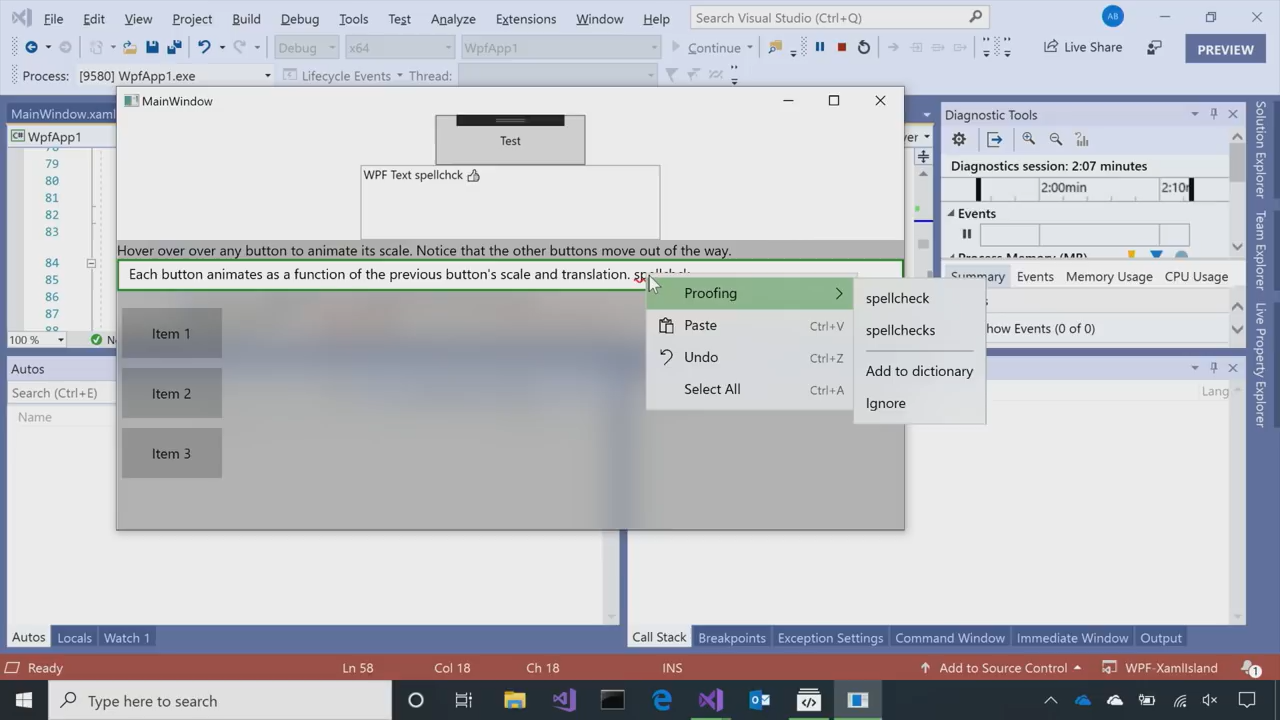 File Edit View Project Build Debug Tools Test Analyze Extensions Window Help Search Visual Studio (Ctrl+Q) AB
Debug x64 WpfApp1 Continue Live Share PREVIEW
Process: [9580] WpfApp1.exe Lifecycle Events Thread:
MainWindow.xaml
WpfApp1
MainWindow
Test
WPF Text spellchck
Hover over over any button to animate its scale. Notice that the other buttons move out of the way.
Each button animates as a function of the previous button's scale and translation. spellchck
Item 1
Item 2
Item 3
Proofing
Paste Ctrl+V
Undo Ctrl+Z
Select All Ctrl+A
spellcheck
spellchecks
Add to dictionary
Ignore
79
80
81
82
83
84
85
86
87
88
100 %
Diagnostic Tools
Diagnostics session: 2:07 minutes
2:00min
Events
Summary Events Memory Usage CPU Usage
Show Events (0 of 0)
Solution Explorer
Team Explorer
Live Property Explorer
Autos
Search (Ctrl+E)
Name
Lang
Autos Locals Watch 1
Call Stack Breakpoints Exception Settings Command Window Immediate Window Output
Ready Ln 58 Col 18 Ch 18 INS Add to Source Control WPF-XamlIsland 1
Type here to search